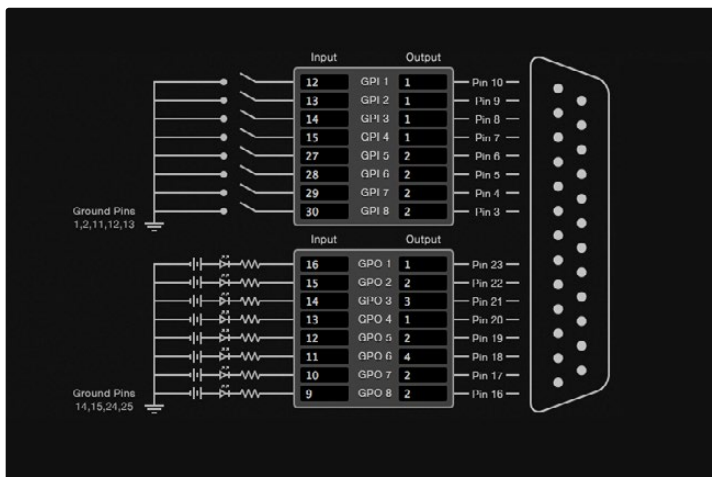 Input Output
12 GPI 1 1 Pin 10
13 GPI 2 1 Pin 9
14 GPI 3 1 Pin 8
15 GPI 4 1 Pin 7
27 GPI 5 2 Pin 6
28 GPI 6 2 Pin 5
29 GPI 7 2 Pin 4
30 GPI 8 2 Pin 3
Ground Pins
1,2,11,12,13
Input Output
16 GPO 1 1 Pin 23
15 GPO 2 2 Pin 22
14 GPO 3 3 Pin 21
13 GPO 4 1 Pin 20
12 GPO 5 2 Pin 19
11 GPO 6 4 Pin 18
10 GPO 7 2 Pin 17
9 GPO 8 2 Pin 16
Ground Pins
14,15,24,25